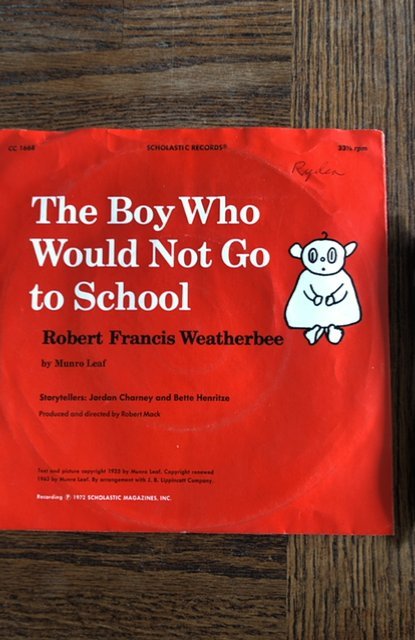 CC 1668 SCHOLASTIC RECORDS® 33⅓ rpm
Ryden
The Boy Who
Would Not Go
to School
Robert Francis Weatherbee
by Munro Leaf
Storytellers: Jordan Charney and Bette Henritze
Produced and directed by Robert Mack
Text and picture copyright 1935 by Munro Leaf. Copyright renewed
1963 by Munro Leaf. By arrangement with J. B. Lippincott Company.
Recording ℗ 1972 SCHOLASTIC MAGAZINES, INC.